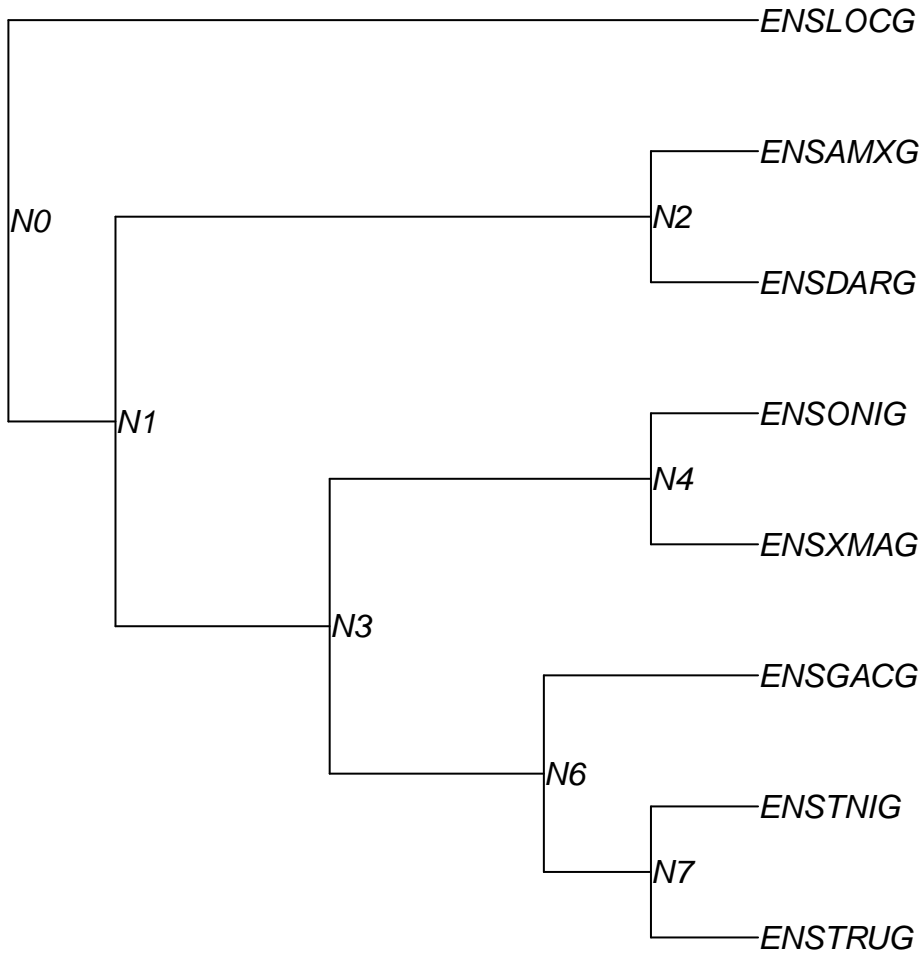 ENSLOCG
ENSAMXG
N0
N2
ENSDARG
ENSONIG
N1
N4
ENSXMAG
N3
ENSGACG
N6
ENSTNIG
N7
ENSTRUG